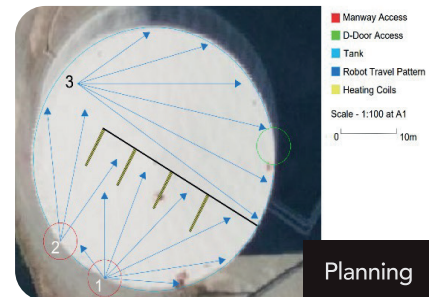 Manway Access
D-Door Access
Tank
Robot Travel Pattern
Heating Coils
Scale - 1:100 at A1
0 10m
3
2
1
Planning